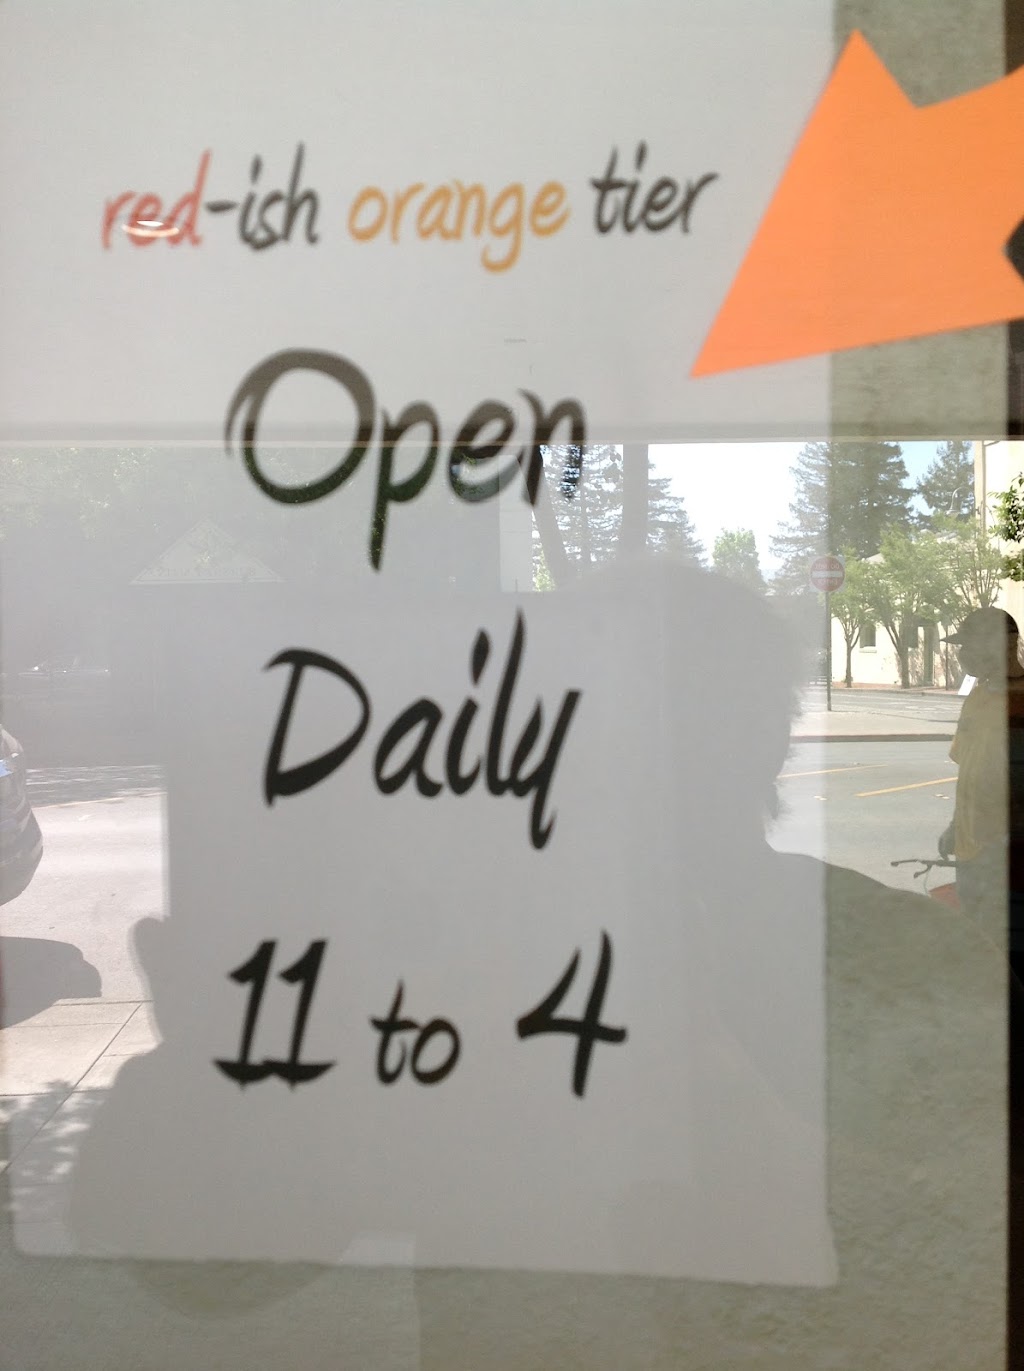 red-ish orange tier
Open
Daily
11 to 4